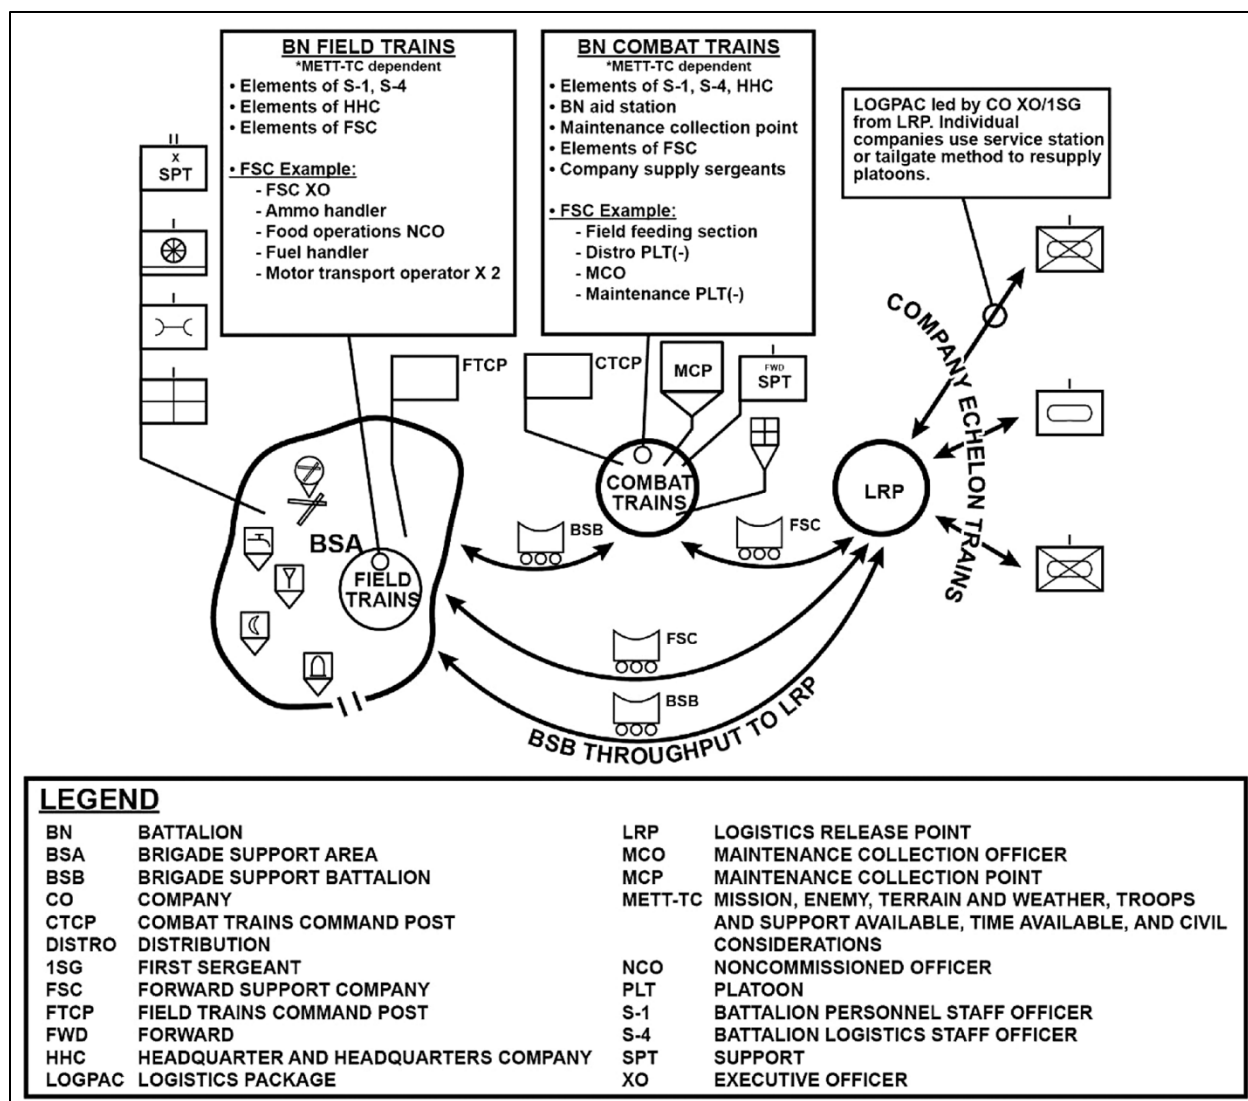 BN FIELD TRAINS
*METT-TC dependent
• Elements of S-1, S-4
• Elements of HHC
• Elements of FSC
• FSC Example:
- FSC XO
- Ammo handler
- Food operations NCO
- Fuel handler
- Motor transport operator X 2
BN COMBAT TRAINS
*METT-TC dependent
• Elements of S-1, S-4, HHC
• BN aid station
• Maintenance collection point
• Elements of FSC
• Company supply sergeants
• FSC Example:
- Field feeding section
- Distro PLT(-)
- MCO
- Maintenance PLT(-)
LOGPAC led by CO XO/1SG
from LRP. Individual
companies use service station
or tailgate method to resupply
platoons.
II
X
SPT
I
I
I
FTCP
CTCP
MCP
I
FWD
SPT
I
I
I
COMPANY ECHELON TRAINS
BSA
FIELD
TRAINS
COMBAT
TRAINS
LRP
BSB
FSC
FSC
BSB
BSB THROUGHPUT TO LRP
LEGEND
BN BATTALION
BSA BRIGADE SUPPORT AREA
BSB BRIGADE SUPPORT BATTALION
CO COMPANY
CTCP COMBAT TRAINS COMMAND POST
DISTRO DISTRIBUTION
1SG FIRST SERGEANT
FSC FORWARD SUPPORT COMPANY
FTCP FIELD TRAINS COMMAND POST
FWD FORWARD
HHC HEADQUARTER AND HEADQUARTERS COMPANY
LOGPAC LOGISTICS PACKAGE
LRP LOGISTICS RELEASE POINT
MCO MAINTENANCE COLLECTION OFFICER
MCP MAINTENANCE COLLECTION POINT
METT-TC MISSION, ENEMY, TERRAIN AND WEATHER, TROOPS
AND SUPPORT AVAILABLE, TIME AVAILABLE, AND CIVIL
CONSIDERATIONS
NCO NONCOMMISSIONED OFFICER
PLT PLATOON
S-1 BATTALION PERSONNEL STAFF OFFICER
S-4 BATTALION LOGISTICS STAFF OFFICER
SPT SUPPORT
XO EXECUTIVE OFFICER